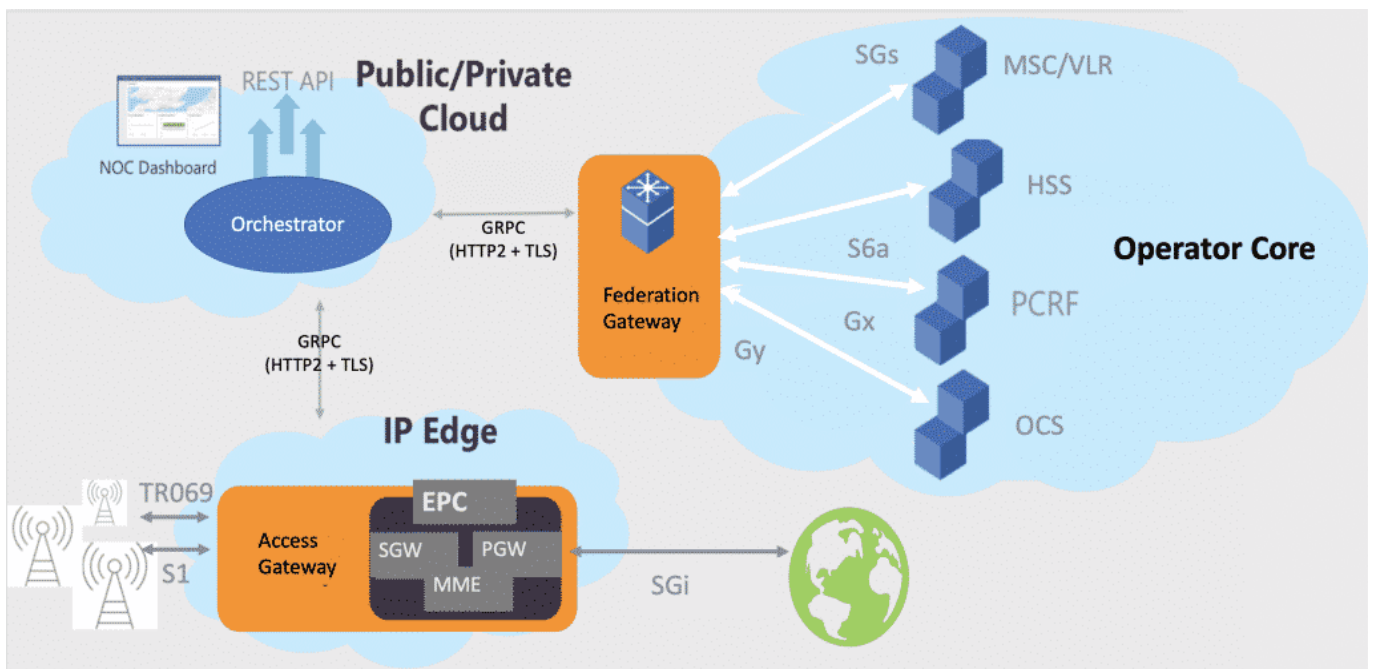 REST API
Public/Private
Cloud
NOC Dashboard
Orchestrator
GRPC
(HTTP2 + TLS)
Federation
Gateway
SGs
MSC/VLR
HSS
S6a
Operator Core
PCRF
Gx
Gy
OCS
GRPC
(HTTP2 + TLS)
IP Edge
TR069
S1
Access
Gateway
EPC
SGW
PGW
MME
SGi